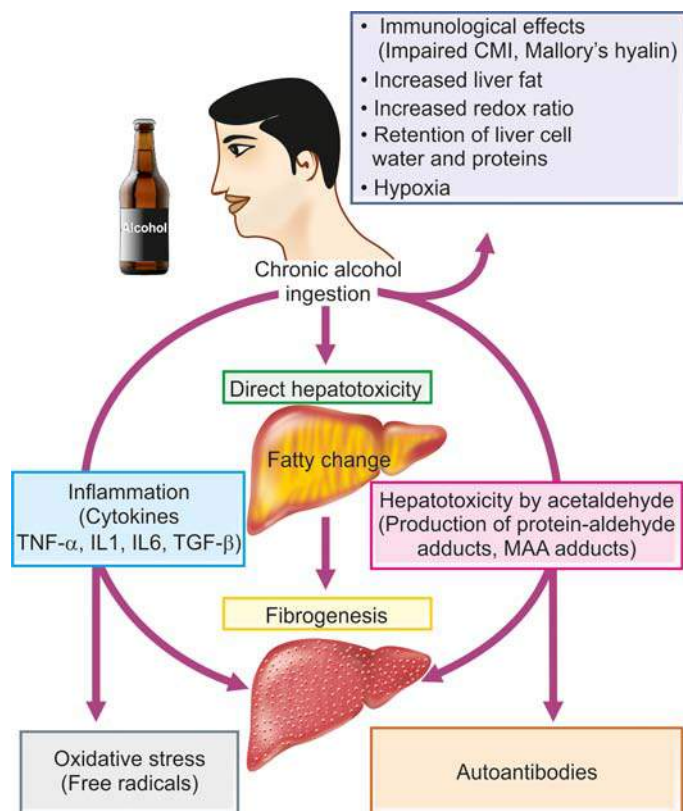 • Immunological effects
(Impaired CMI, Mallory's hyalin)
• Increased liver fat
• Increased redox ratio
• Retention of liver cell
water and proteins
• Hypoxia
Alcohol
Chronic alcohol
ingestion
Direct hepatotoxicity
Fatty change
Inflammation
(Cytokines
TNF-α, IL1, IL6, TGF-β)
Hepatotoxicity by acetaldehyde
(Production of protein-aldehyde
adducts, MAA adducts)
Fibrogenesis
Oxidative stress
(Free radicals)
Autoantibodies